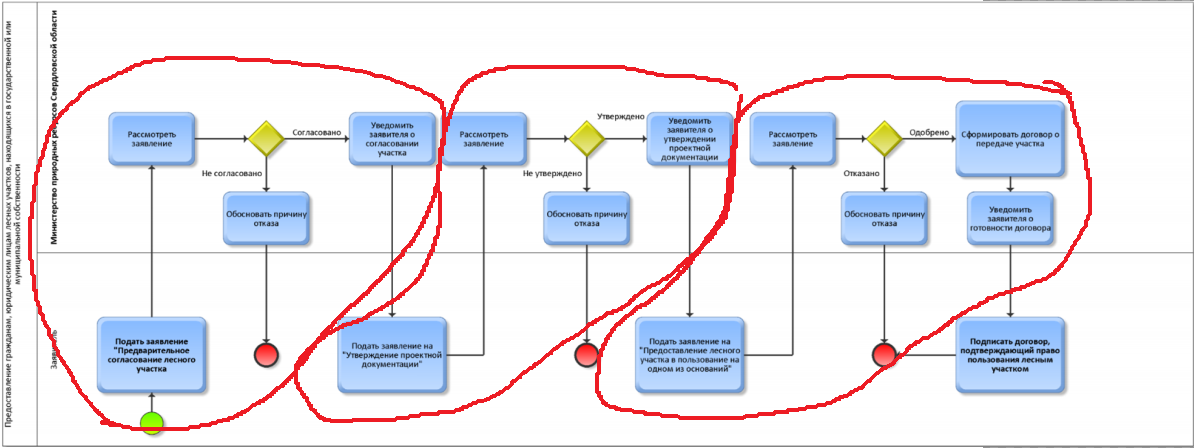 Предоставление гражданам, юридическим лицам лесных участков, находящихся в государственной или
муниципальной собственности
Министерство природных ресурсов Свердловской области
Рассмотреть
заявление
Согласовано
Не согласовано
Уведомить
заявителя о
согласовании
участка
Обосновать причину
отказа
Рассмотреть
заявление
Утверждено
Не утверждено
Уведомить
заявителя о
утверждении
проектной
документации
Обосновать причину
отказа
Рассмотреть
заявление
Одобрено
Отказано
Сформировать договор о
передаче участка
Обосновать причину
отказа
Уведомить
заявителя о
готовности договора
Заявитель
Подать заявление
"Предварительное
согласование лесного
участка
Подать заявление на
"Утверждение проектной
документации"
Подать заявление на
"Предоставление лесного
участка в пользование на
одном из оснований"
Подписать договор,
подтверждающий право
пользования лесным
участком